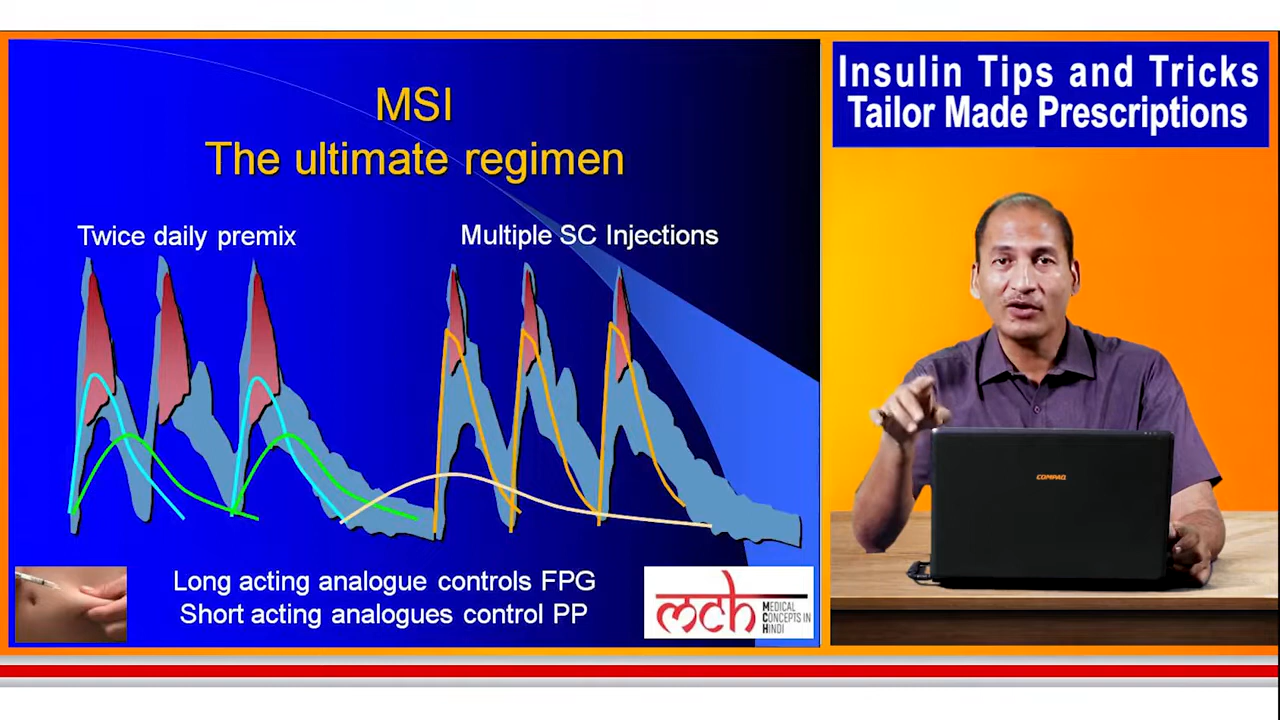 MSI
The ultimate regimen
Twice daily premix
Multiple SC Injections
Long acting analogue controls FPG
Short acting analogues control PP
mch
MEDICAL
CONCEPTS IN
HINDI
Insulin Tips and Tricks
Tailor Made Prescriptions
COMPAQ